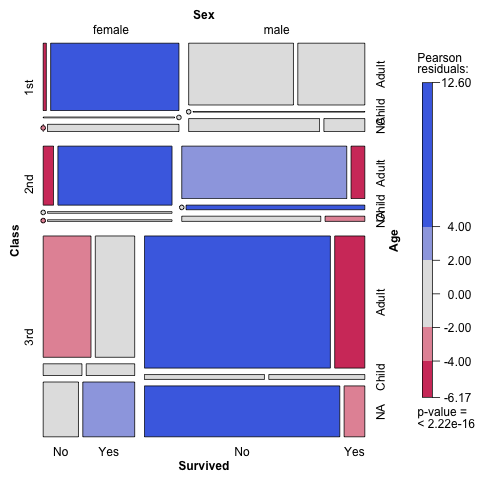 Sex
female
male
Pearson
residuals:
12.60
4.00
2.00
0.00
-2.00
-4.00
-6.17
p-value =
< 2.22e-16
Class
1st
2nd
3rd
Age
Adult
Child
NA
Adult
Child
NA
Adult
Child
NA
No
Yes
No
Yes
Survived